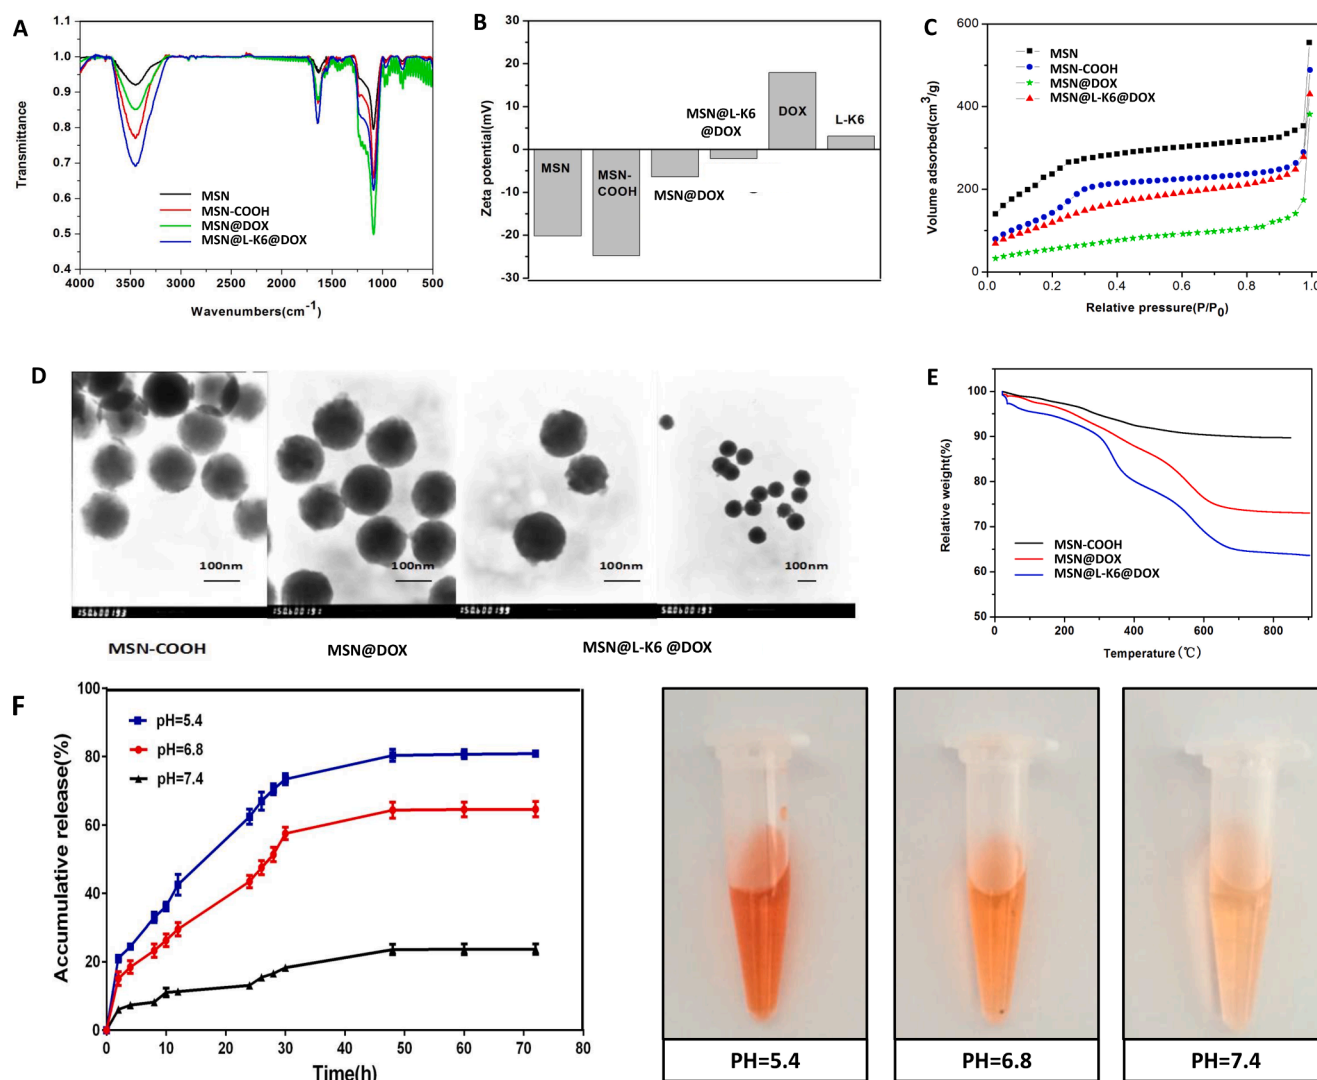 A
1.1
1.0
0.9
0.8
0.7
0.6
0.5
0.4
Transmittance
MSN
MSN-COOH
MSN@DOX
MSN@L-K6@DOX
4000 3500 3000 2500 2000 1500 1000 500
Wavenumbers(cm-1)
B
30
20
10
0
-10
-20
-30
Zeta potential(mV)
MSN
MSN-
COOH
MSN@DOX
MSN@L-K6
@DOX
DOX
L-K6
C
600
400
200
0
Volume adsorbed(cm3/g)
MSN
MSN-COOH
MSN@DOX
MSN@L-K6@DOX
0.0 0.2 0.4 0.6 0.8 1.0
Relative pressure(P/P0)
D
100nm
100nm
100nm
100nm
MSN-COOH
MSN@DOX
MSN@L-K6 @DOX
E
100
90
80
70
60
50
Relative weight(%)
MSN-COOH
MSN@DOX
MSN@L-K6@DOX
0 200 400 600 800
Temperature (℃)
F
100
80
60
40
20
0
Accumulative release(%)
pH=5.4
pH=6.8
pH=7.4
0 10 20 30 40 50 60 70 80
Time(h)
PH=5.4
PH=6.8
PH=7.4